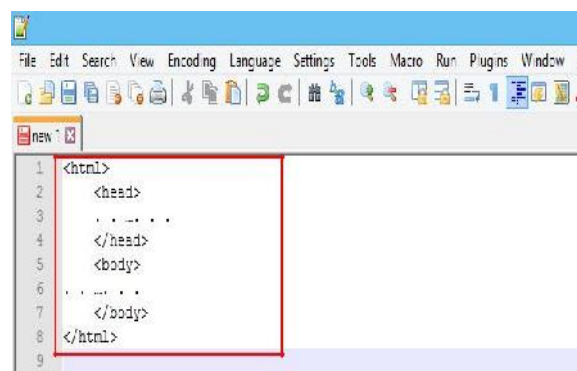 File Edit Search View Encoding Language Settings Tools Macro Run Plugins Window
new 1
1 <html>
2 <head>
3 . . ... . .
4 </head>
5 <body>
6 . . ... . .
7 </body>
8 </html>
9